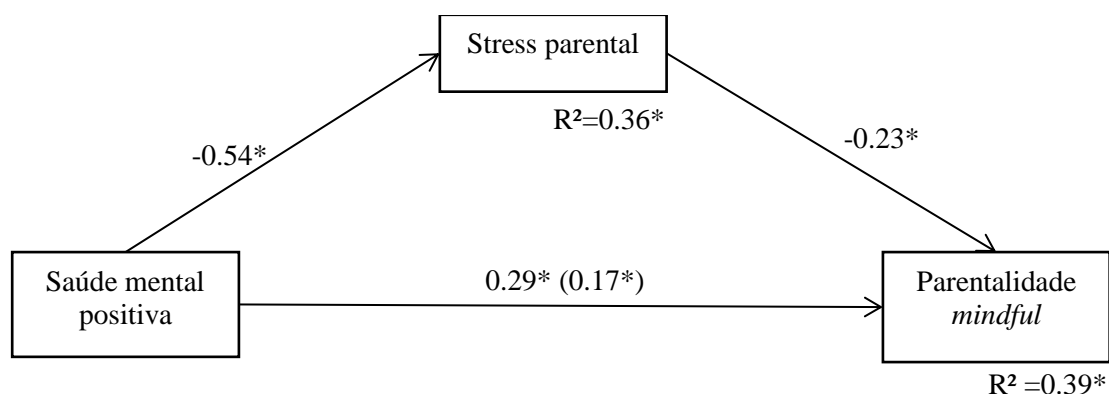 Stress parental
R²=0.36*
-0.54*
-0.23*
Saúde mental
positiva
0.29* (0.17*)
Parentalidade
mindful
R² =0.39*